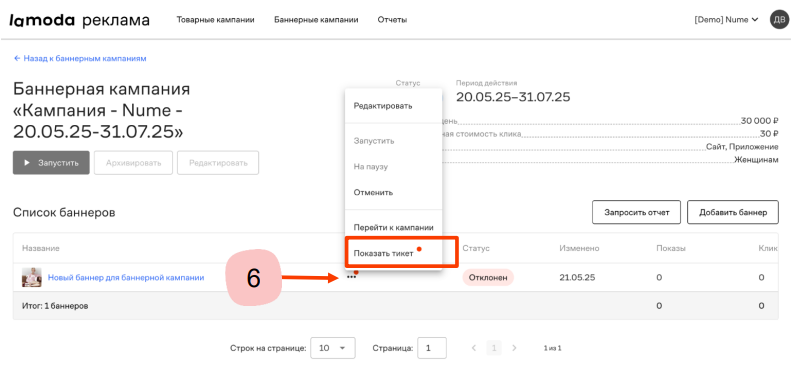 lamoda реклама
Товарные кампании
Баннерные кампании
Отчеты
[Demo] Nume
ДВ
← Назад к баннерным кампаниям
Баннерная кампания
«Кампания - Nume -
20.05.25-31.07.25»
Статус
Период действия
20.05.25–31.07.25
день
30 000 ₽
ная стоимость клика
30 ₽
Сайт, Приложение
Женщинам
Запустить
Архивировать
Редактировать
Редактировать
Запустить
На паузу
Отменить
Перейти к кампании
Показать тикет
Список баннеров
Запросить отчет
Добавить баннер
Название
Статус
Изменено
Показы
Клик
Новый баннер для баннерной кампании
6
Отклонен
21.05.25
0
0
Итог: 1 баннеров
0
0
Строк на странице:
10
Страница:
1
1
1 из 1